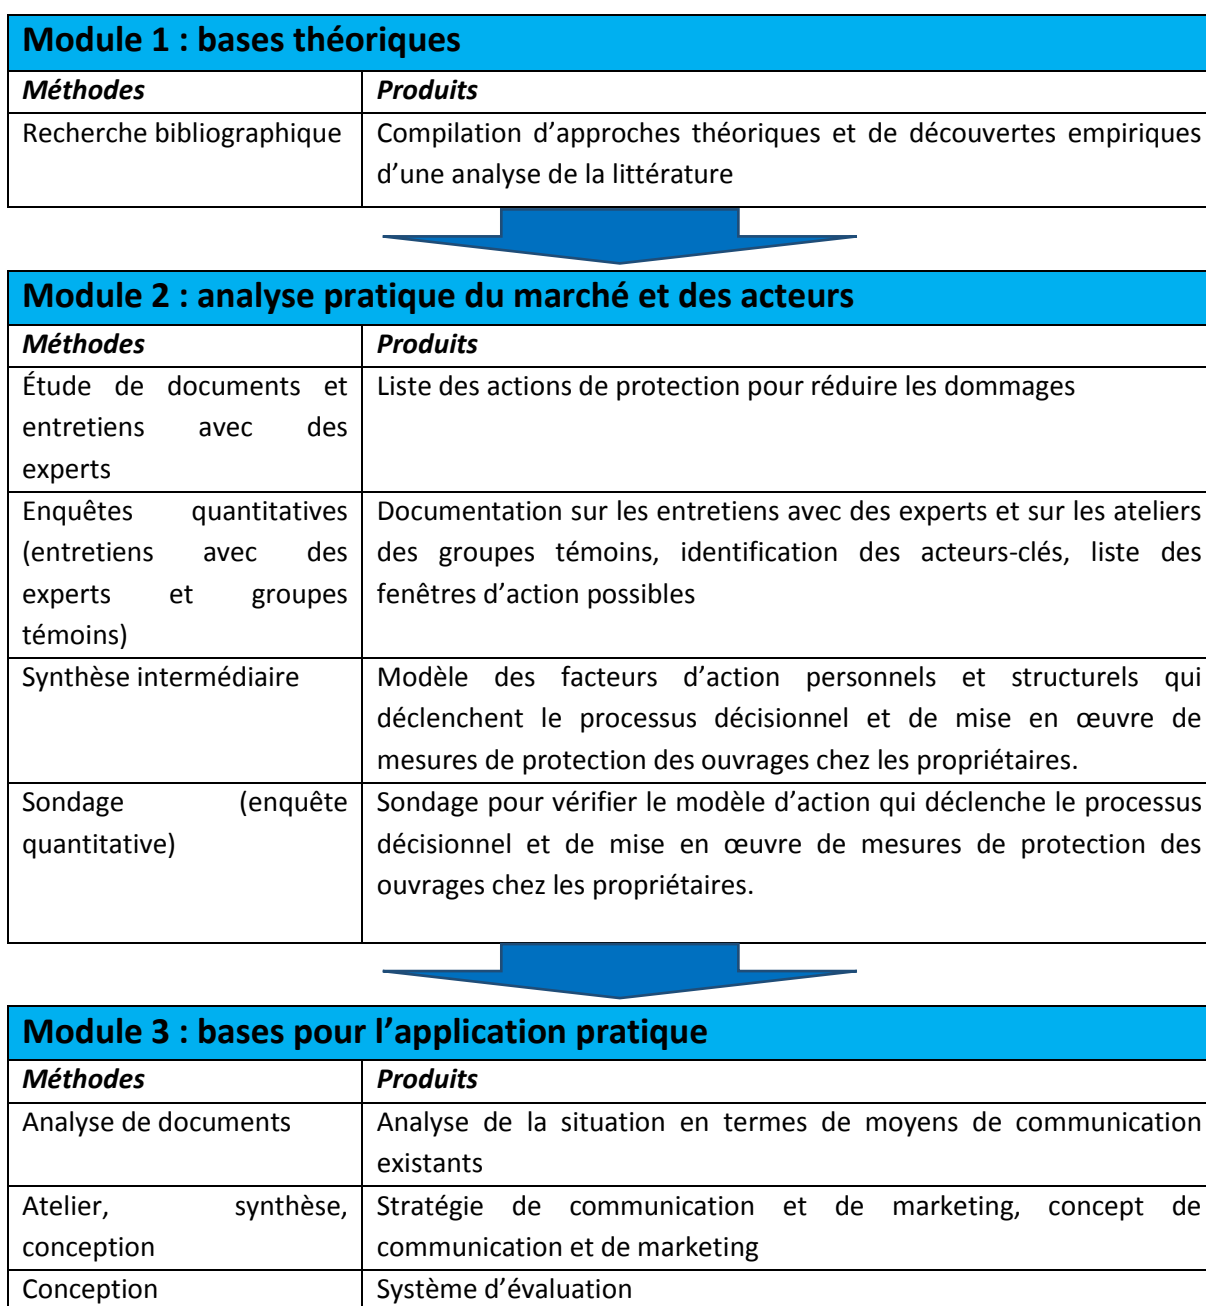 Module 1 : bases théoriques
Méthodes Produits
Recherche bibliographique Compilation d’approches théoriques et de découvertes empiriques
d’une analyse de la littérature
Module 2 : analyse pratique du marché et des acteurs
Méthodes Produits
Étude de documents et
entretiens avec des
experts
Liste des actions de protection pour réduire les dommages
Enquêtes quantitatives
(entretiens avec des
experts et groupes
témoins)
Documentation sur les entretiens avec des experts et sur les ateliers
des groupes témoins, identification des acteurs-clés, liste des
fenêtres d’action possibles
Synthèse intermédiaire
Modèle des facteurs d’action personnels et structurels qui
déclenchent le processus décisionnel et de mise en œuvre de
mesures de protection des ouvrages chez les propriétaires.
Sondage (enquête
quantitative)
Sondage pour vérifier le modèle d’action qui déclenche le processus
décisionnel et de mise en œuvre de mesures de protection des
ouvrages chez les propriétaires.
Module 3 : bases pour l’application pratique
Méthodes Produits
Analyse de documents
Analyse de la situation en termes de moyens de communication
existants
Atelier, synthèse,
conception
Stratégie de communication et de marketing, concept de
communication et de marketing
Conception Système d’évaluation